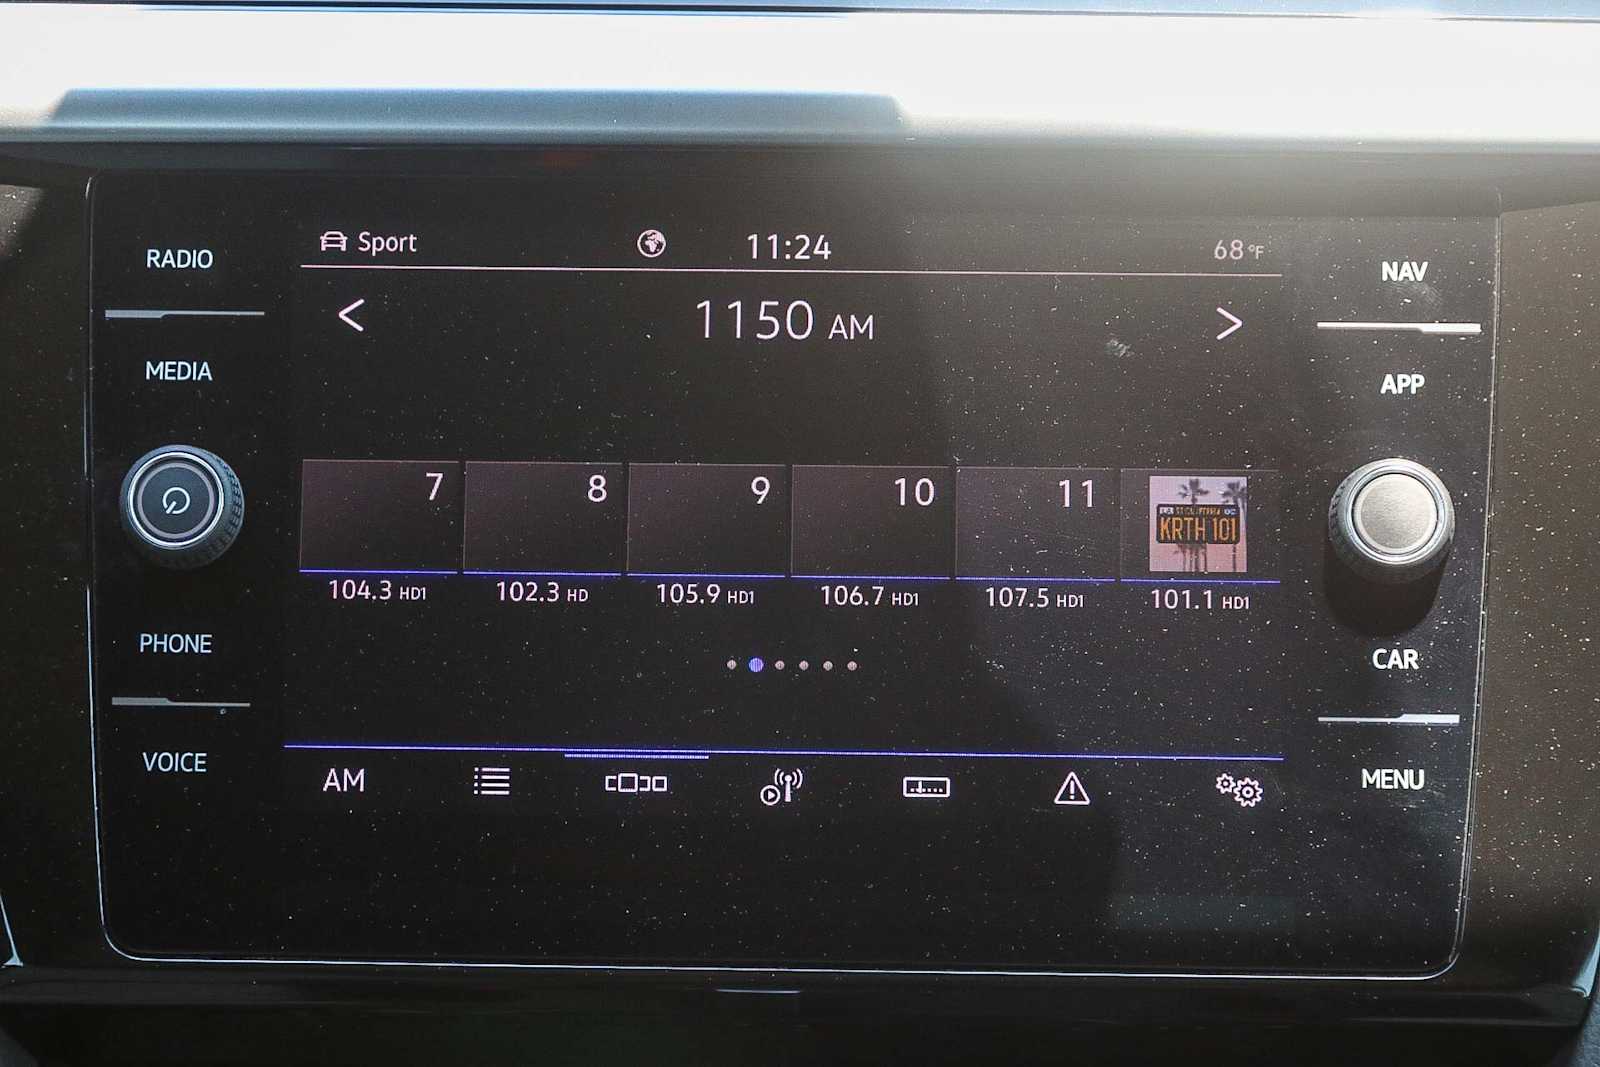 RADIO
MEDIA
PHONE
VOICE
Sport 11:24 68°F
1150 AM
7 8 9 10 11
KRTH 101
104.3 HD1 102.3 HD 105.9 HD1 106.7 HD1 107.5 HD1 101.1 HD1
AM
NAV
APP
CAR
MENU